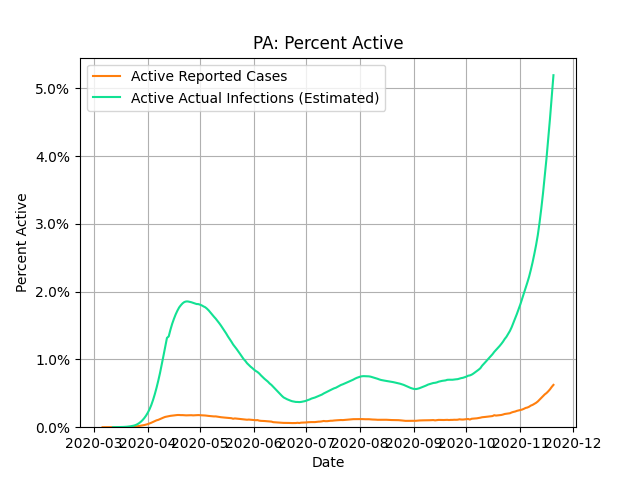 PA: Percent Active
Active Reported Cases
Active Actual Infections (Estimated)
5.0%
4.0%
3.0%
2.0%
1.0%
0.0%
Percent Active
2020-03 2020-04 2020-05 2020-06 2020-07 2020-08 2020-09 2020-10 2020-11 2020-12
Date